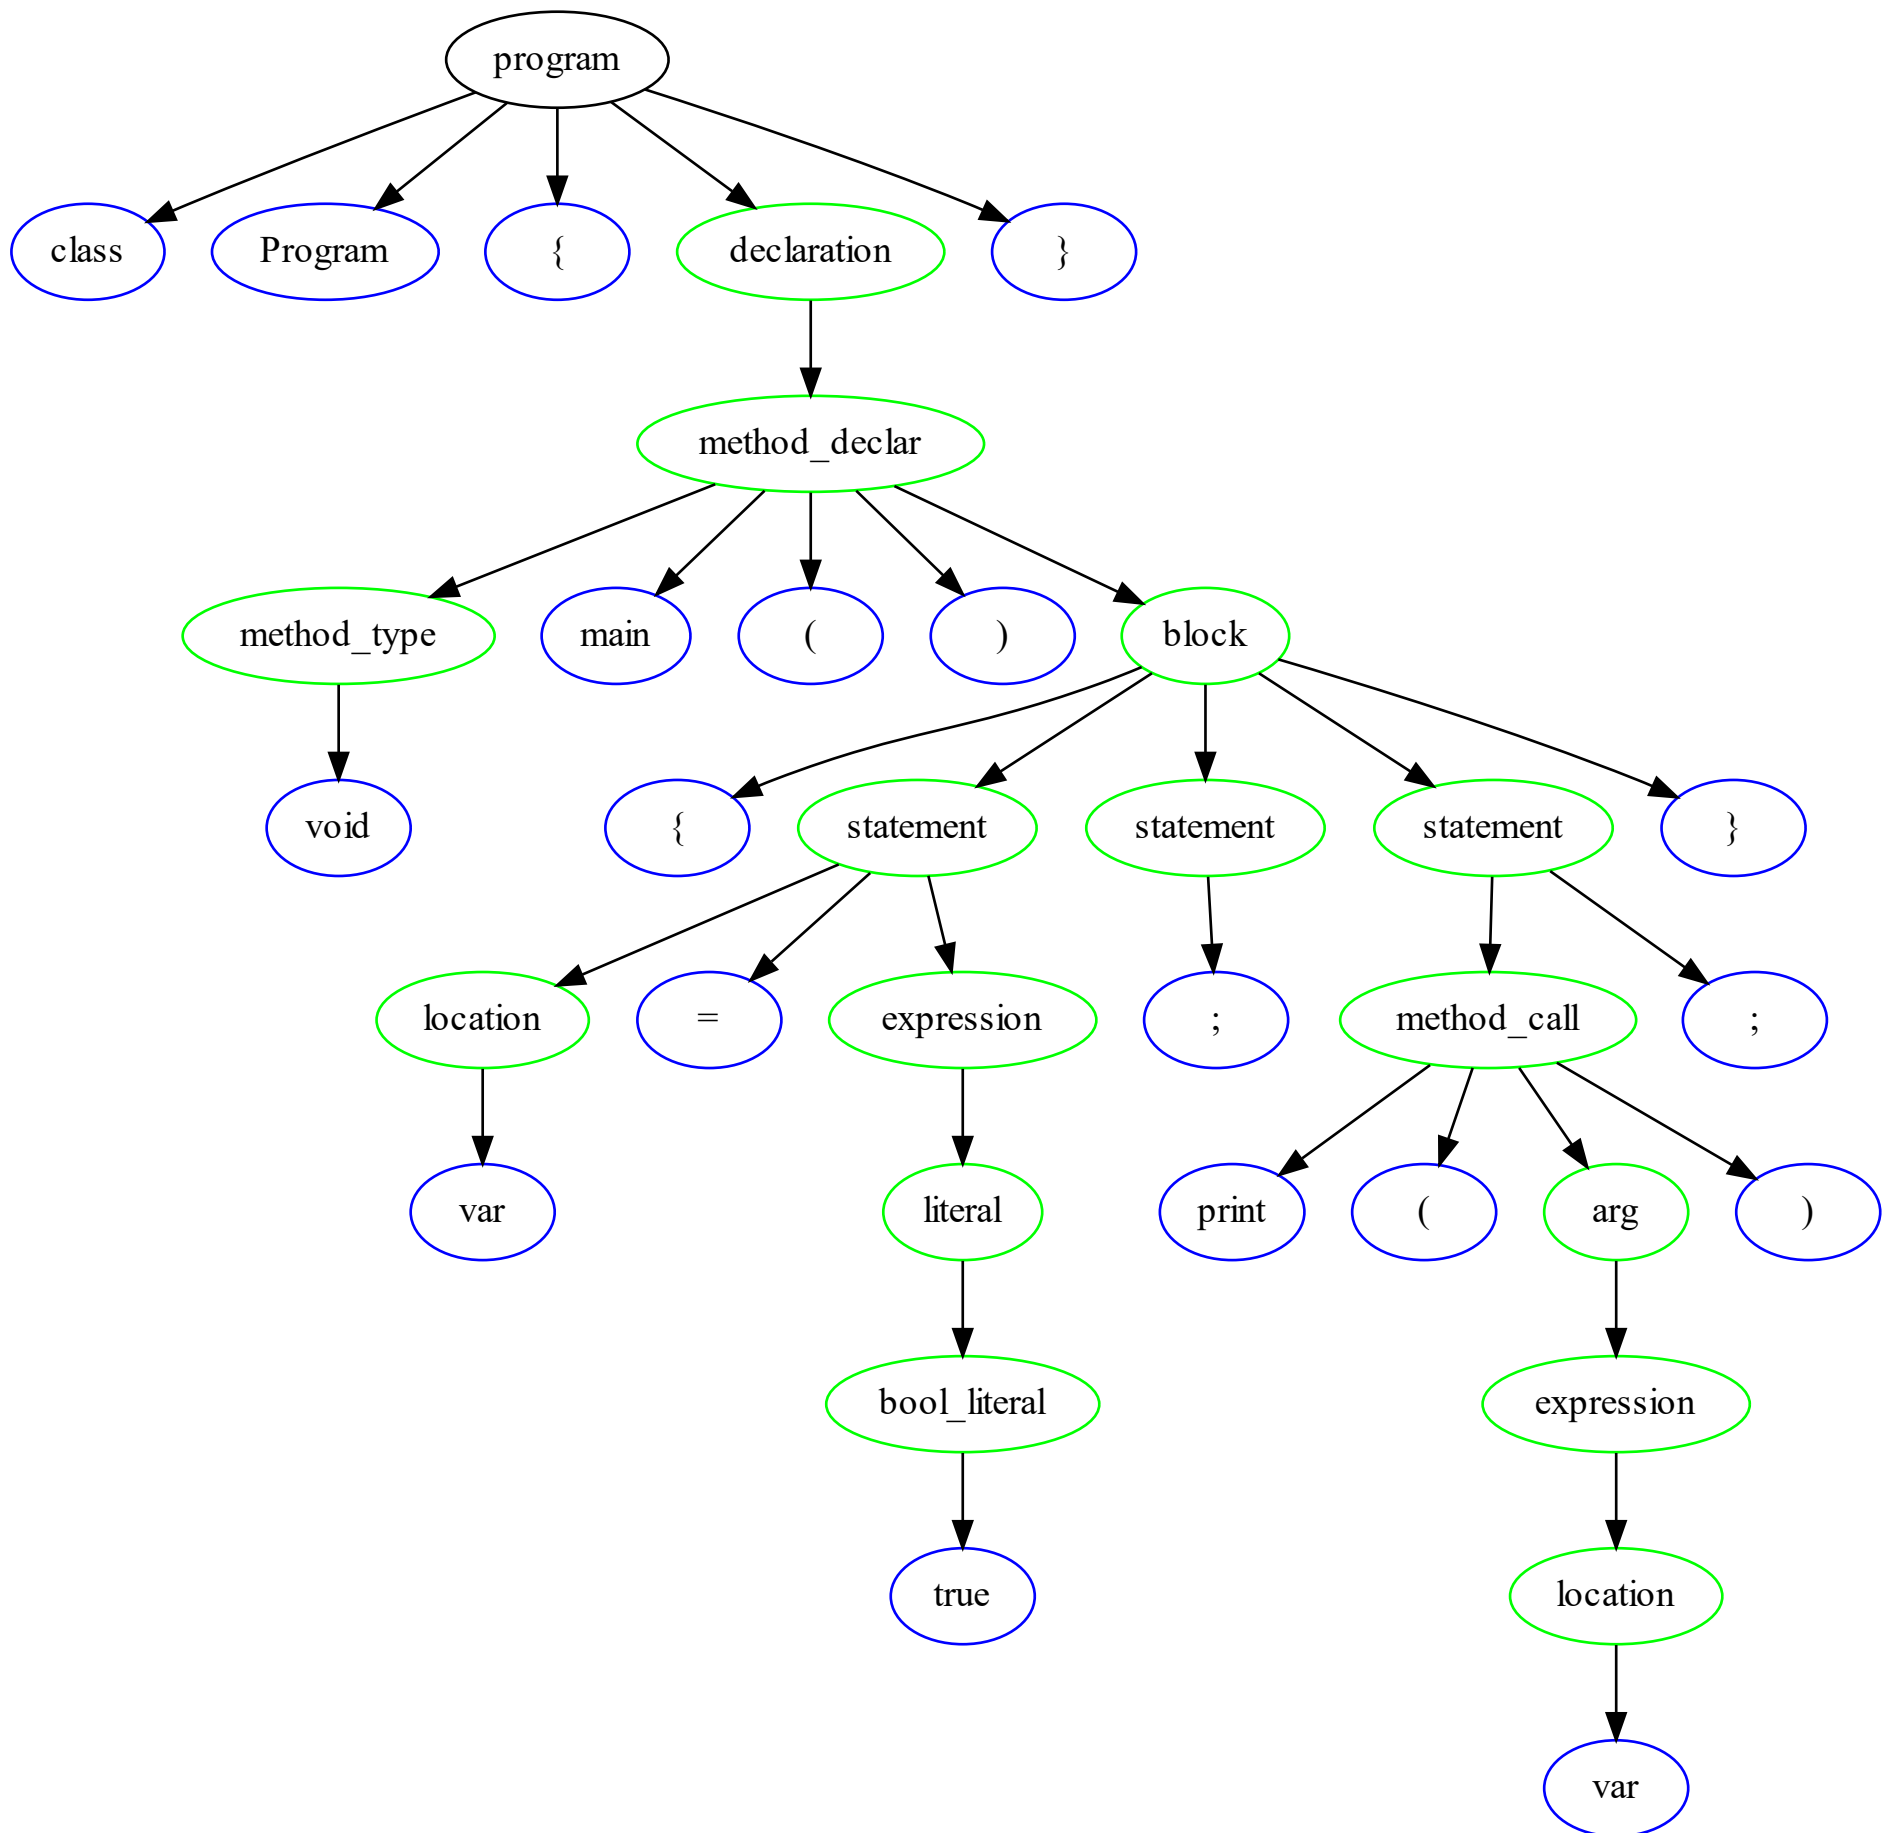 program
class Program { declaration }
method_declar
method_type main ( ) block
void { statement statement statement }
location = expression ; method_call ;
var literal print ( arg )
bool_literal expression
true location
var